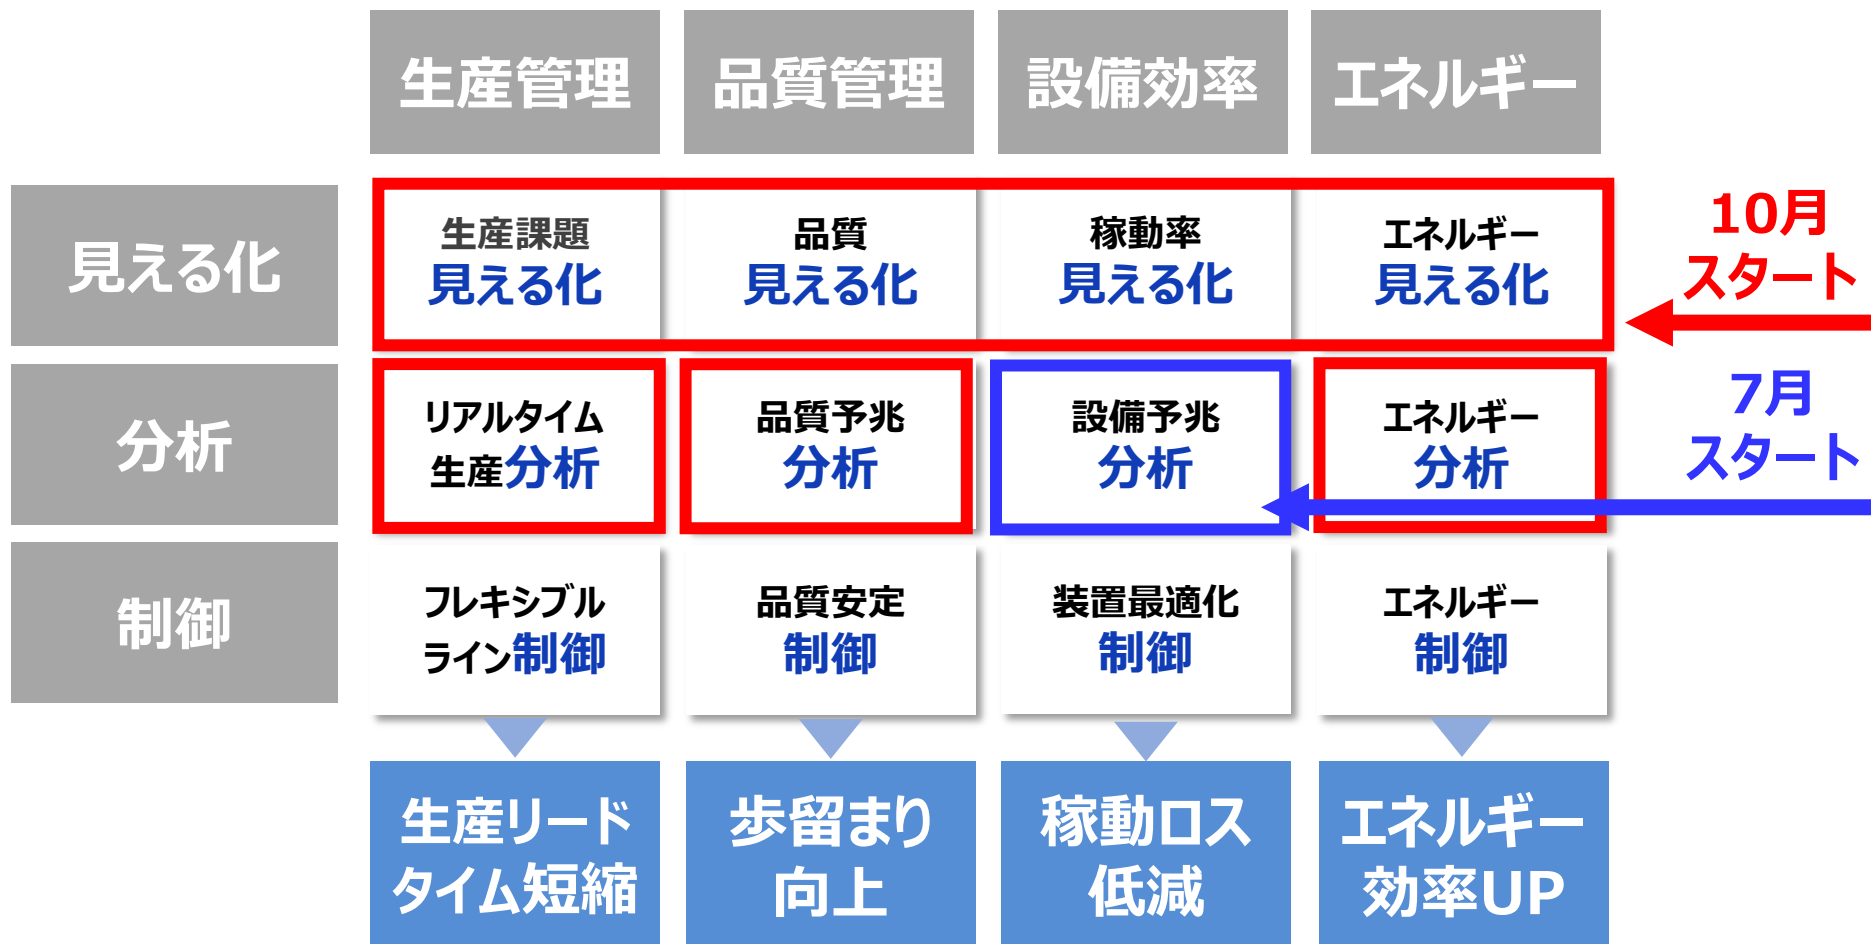 生産管理
品質管理
設備効率
エネルギー
見える化
生産課題
見える化
品質
見える化
稼動率
見える化
エネルギー
見える化
10月
スタート
分析
リアルタイム
生産分析
品質予兆
分析
設備予兆
分析
エネルギー
分析
7月
スタート
制御
フレキシブル
ライン制御
品質安定
制御
装置最適化
制御
エネルギー
制御
生産リード
タイム短縮
歩留まり
向上
稼動ロス
低減
エネルギー
効率UP